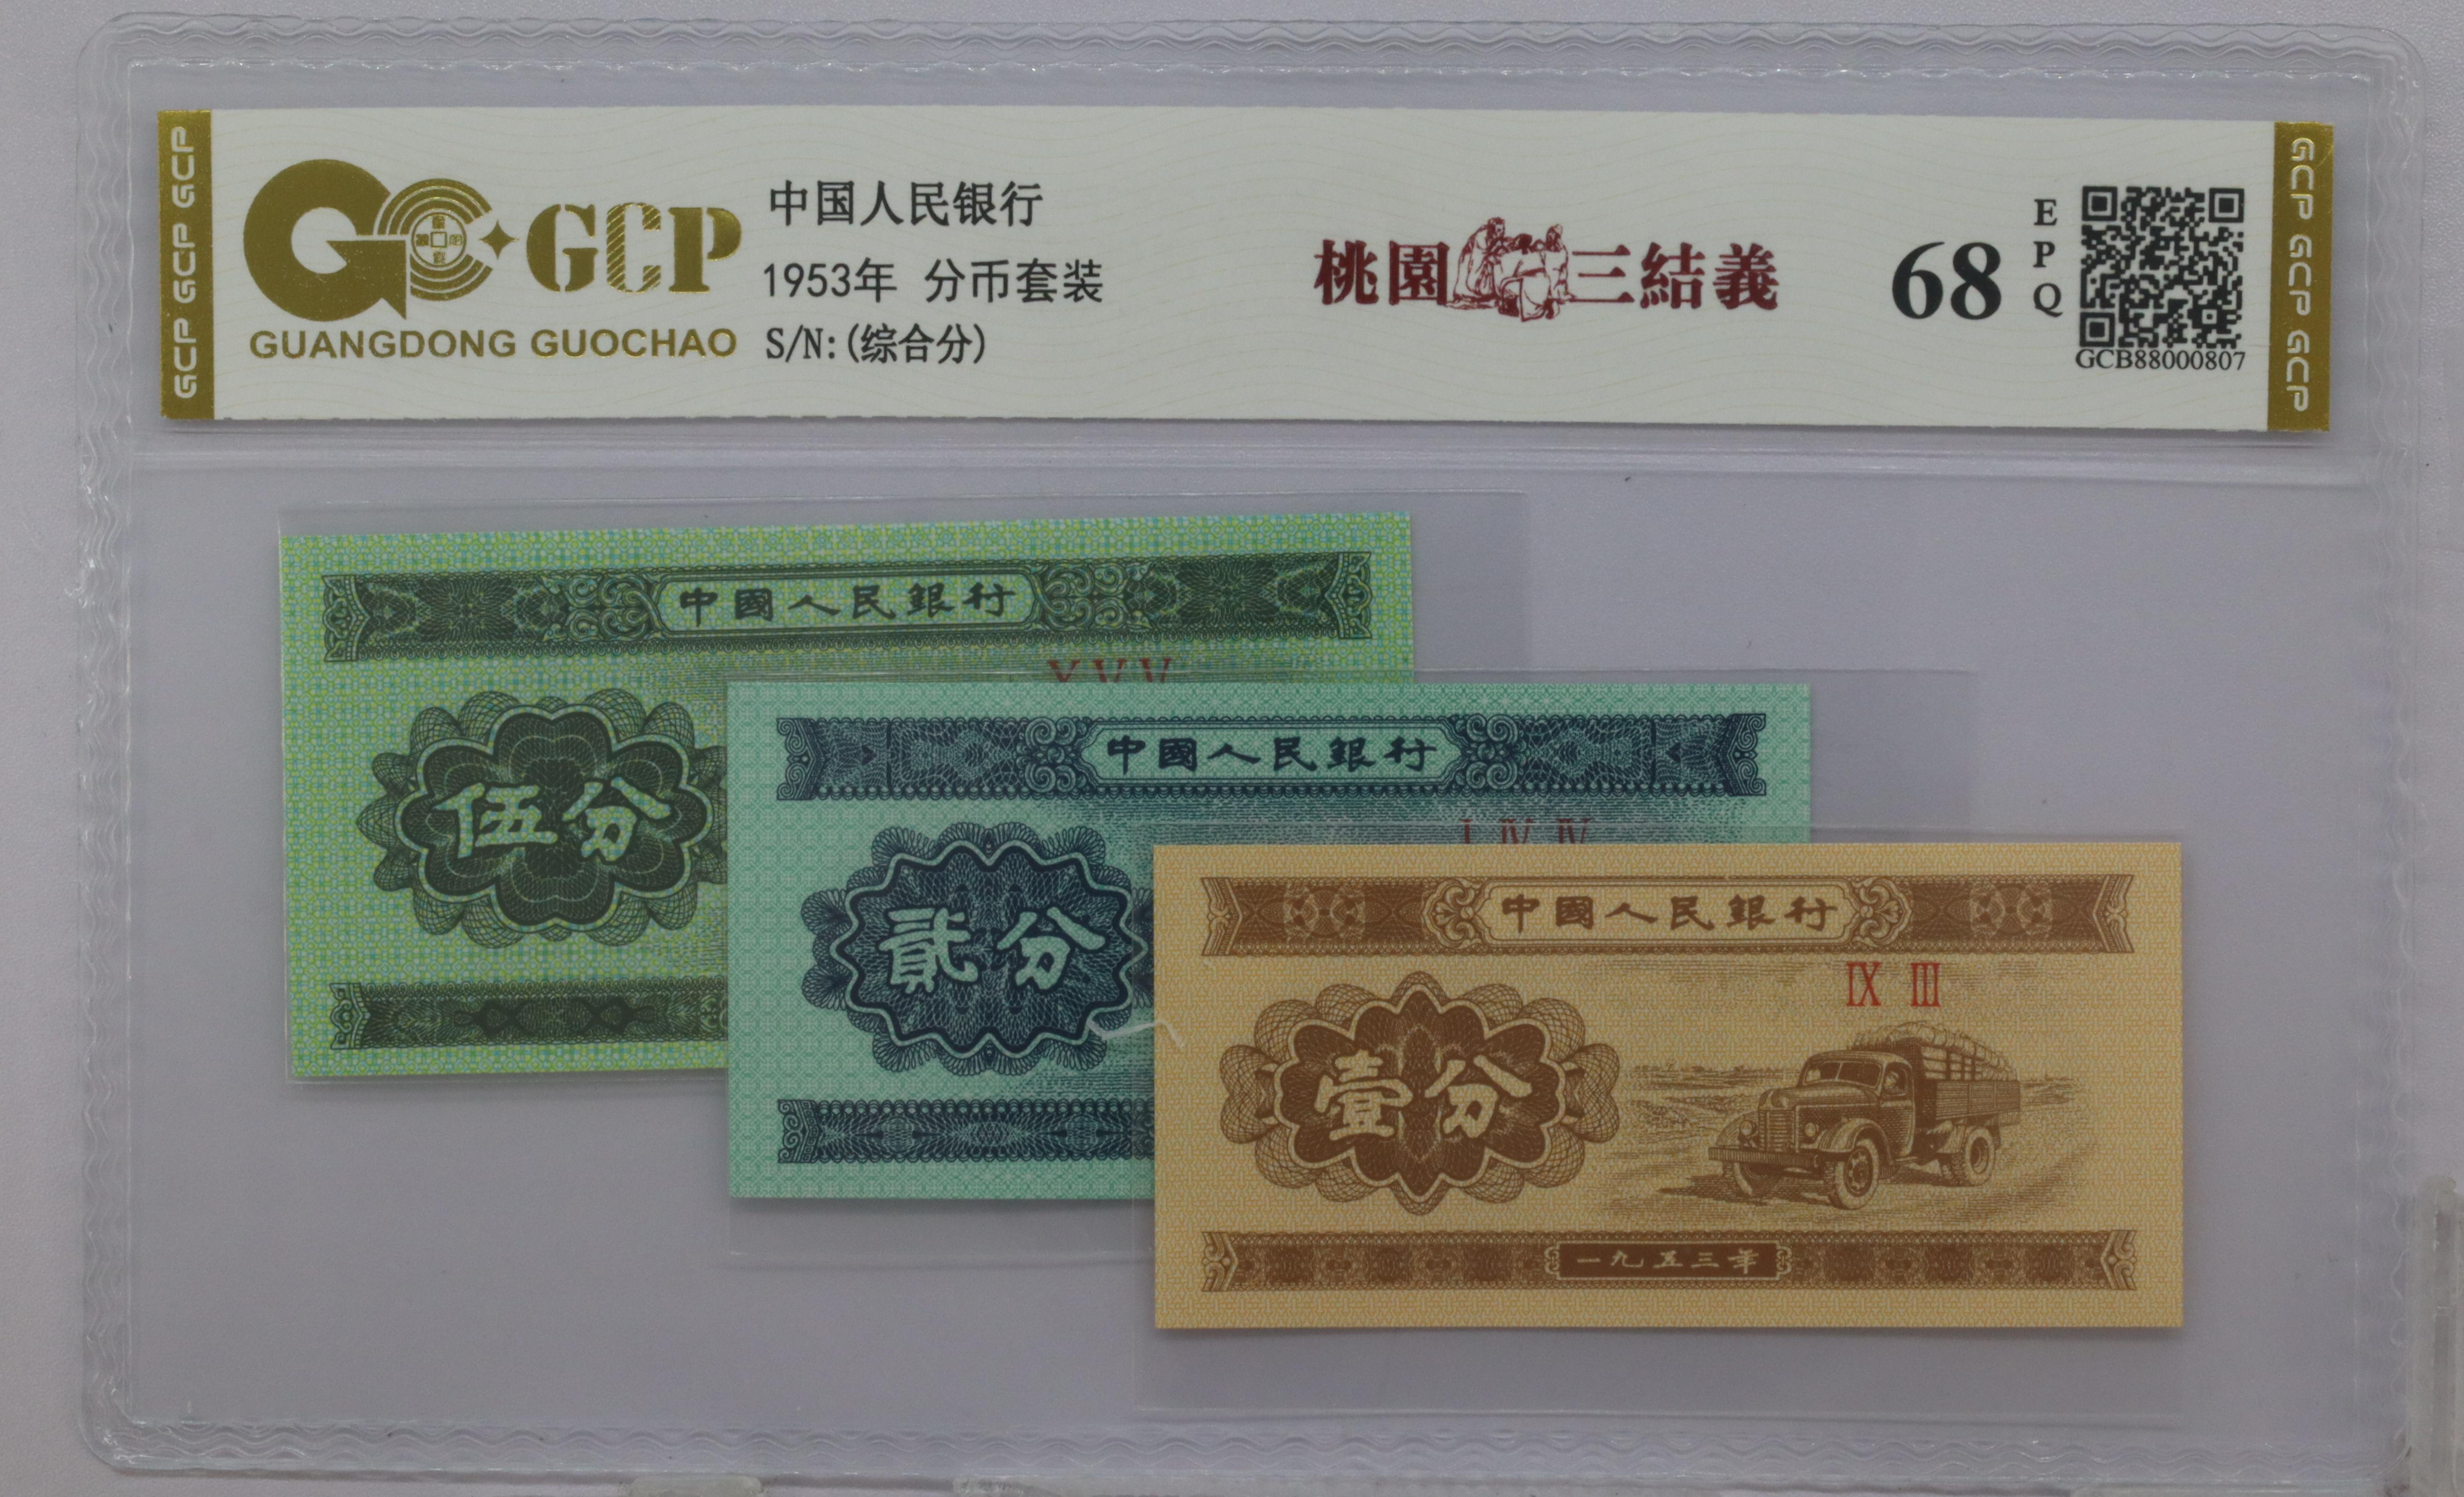 GCP GCP GCP
GCP
GUANGDONG GUOCHAO
中国人民银行
1953年 分币套装
S/N:(综合分)
桃園三結義
68
EPQ
GCB88000807
GCP GCP GCP
中國人民銀行
X V V
伍分
中國人民銀行
I IV IV
貳分
中國人民銀行
IX III
壹分
一九五三年